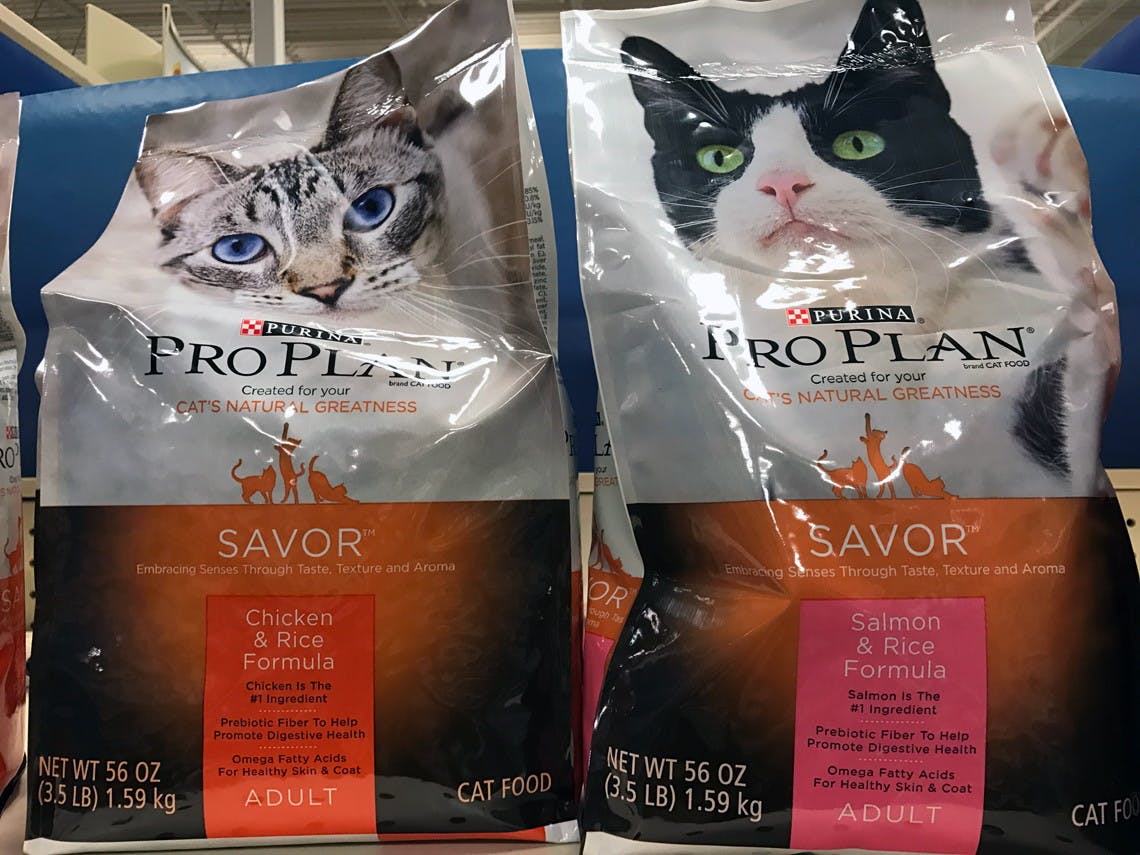 PURINA
PRO PLAN®
brand CAT FOOD
Created for your
CAT'S NATURAL GREATNESS
SAVOR™
Embracing Senses Through Taste, Texture and Aroma
Chicken
& Rice
Formula
Chicken Is The
#1 Ingredient
Prebiotic Fiber To Help
Promote Digestive Health
Omega Fatty Acids
For Healthy Skin & Coat
ADULT
NET WT 56 OZ
(3.5 LB) 1.59 kg
CAT FOOD
PURINA®
PRO PLAN®
brand CAT FOOD
Created for your
CAT'S NATURAL GREATNESS
SAVOR™
Embracing Senses Through Taste, Texture and Aroma
Salmon
& Rice
Formula
Salmon Is The
#1 Ingredient
Prebiotic Fiber To Help
Promote Digestive Health
Omega Fatty Acids
For Healthy Skin & Coat
ADULT
NET WT 56 OZ
(3.5 LB) 1.59 kg
CAT FO